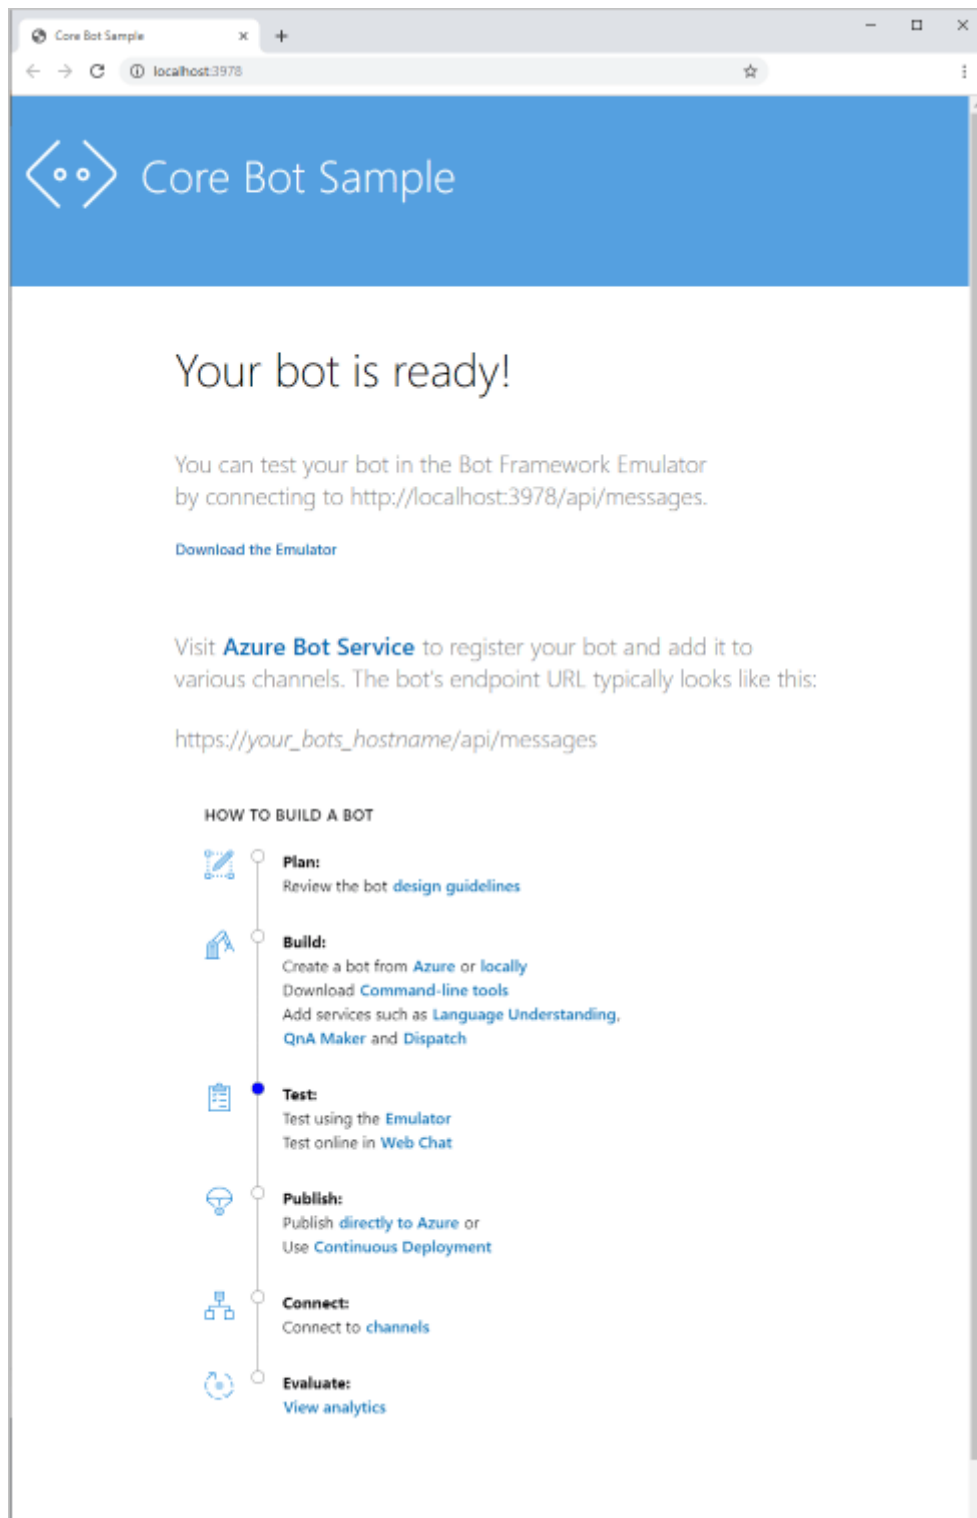 Core Bot Sample
localhost:3978
Core Bot Sample
Your bot is ready!
You can test your bot in the Bot Framework Emulator
by connecting to http://localhost:3978/api/messages.
Download the Emulator
Visit Azure Bot Service to register your bot and add it to
various channels. The bot's endpoint URL typically looks like this:
https://your_bots_hostname/api/messages
HOW TO BUILD A BOT
Plan:
Review the bot design guidelines
Build:
Create a bot from Azure or locally
Download Command-line tools
Add services such as Language Understanding,
QnA Maker and Dispatch
Test:
Test using the Emulator
Test online in Web Chat
Publish:
Publish directly to Azure or
Use Continuous Deployment
Connect:
Connect to channels
Evaluate:
View analytics